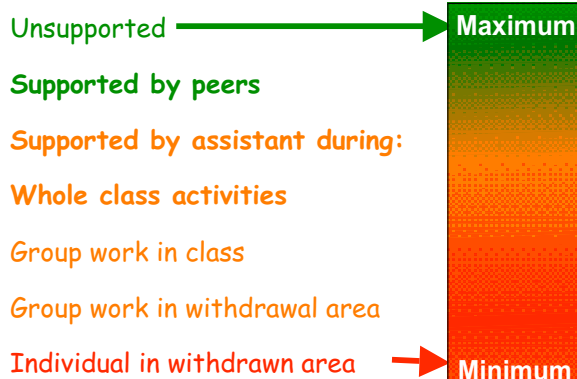 Unsupported
Maximum
Supported by peers
Supported by assistant during:
Whole class activities
Group work in class
Group work in withdrawal area
Individual in withdrawn area
Minimum